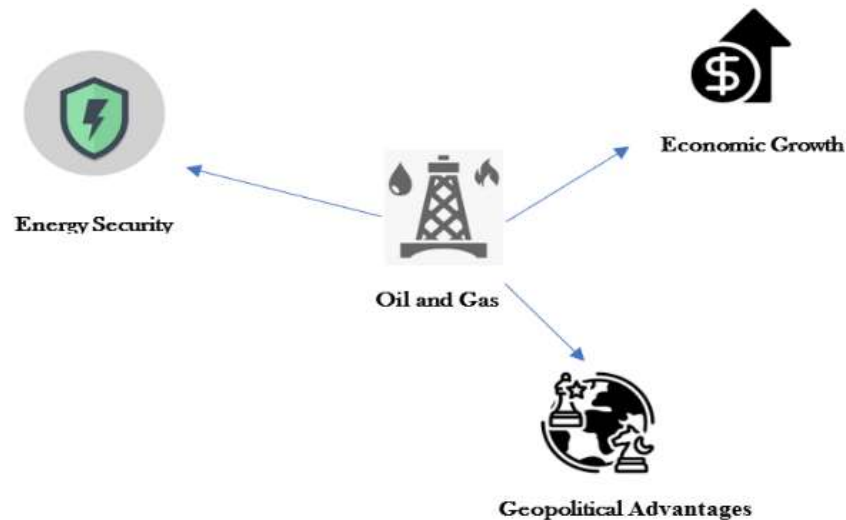 Economic Growth
Energy Security
Oil and Gas
Geopolitical Advantages